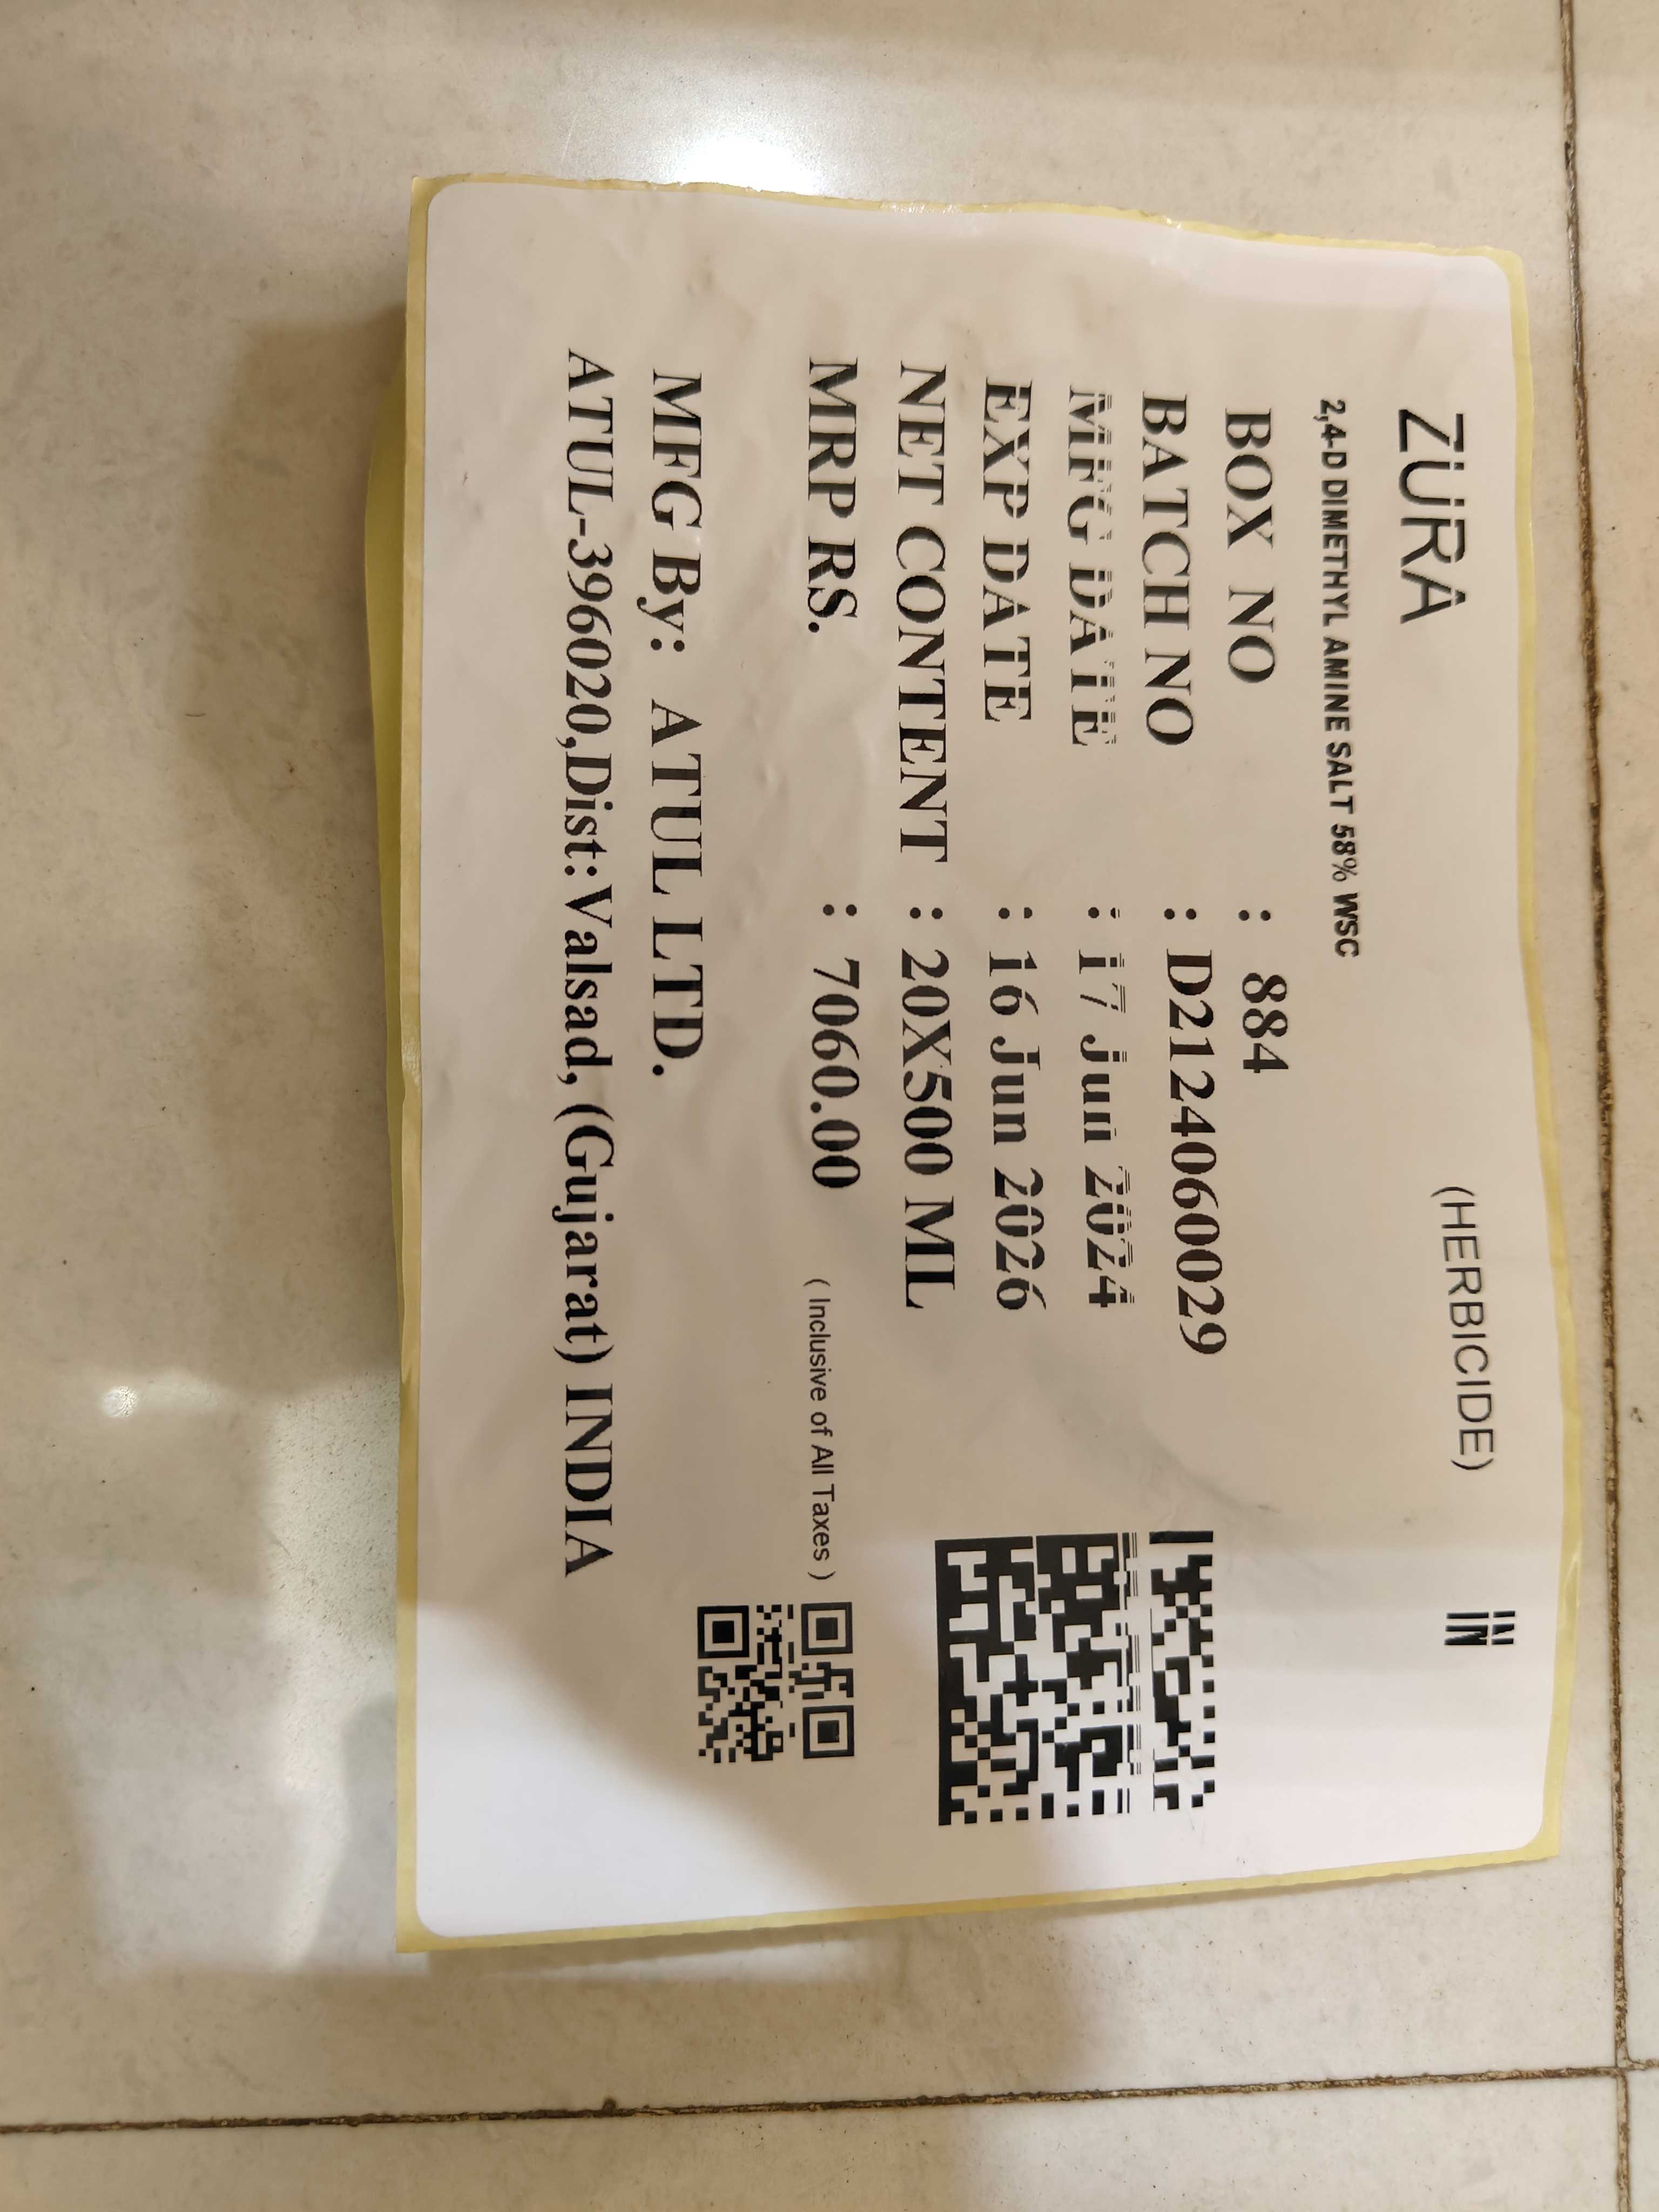 ZURA (HERBICIDE) IN
2,4-D DIMETHYL AMINE SALT 58% WSC
BOX NO : 884
BATCH NO : D2124060029
MFG DATE : 17 Jun 2024
EXP DATE : 16 Jun 2026
NET CONTENT : 20X500 ML
MRP RS. : 7060.00 ( Inclusive of All Taxes )
MFG By: ATUL LTD.
ATUL-396020,Dist:Valsad, (Gujarat) INDIA